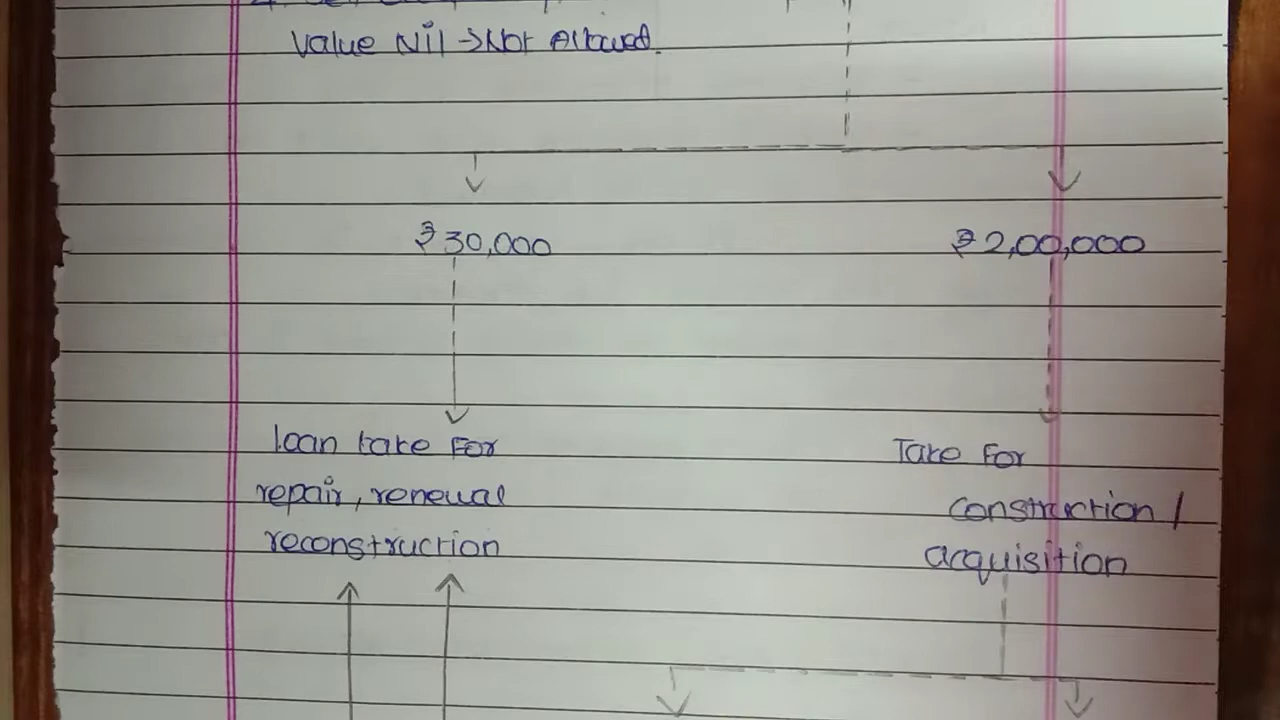 Value Nil → Not Allowed.
₹ 30,000
₹ 2,00,000
loan take For
repair, renewal
reconstruction
Take For
construction /
acquisition